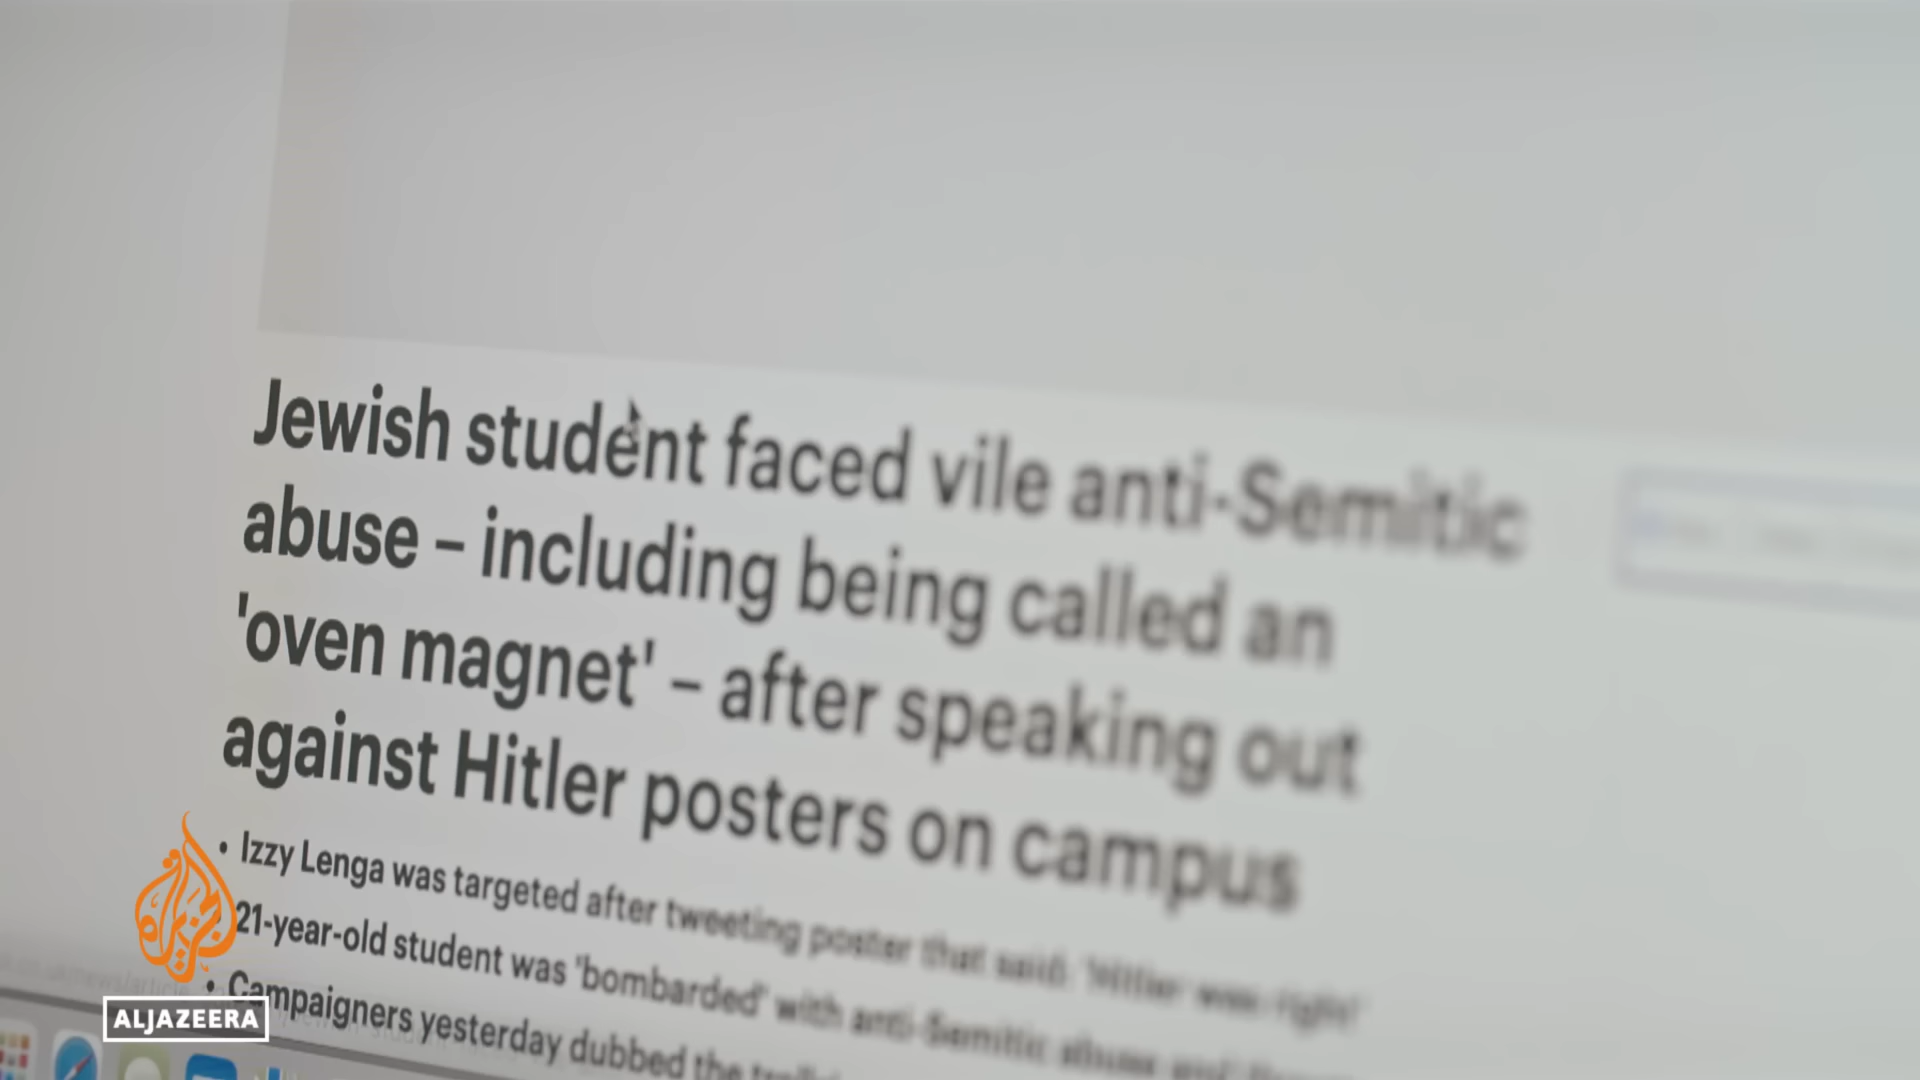 Jewish student faced vile anti-Semitic
abuse – including being called an
'oven magnet' – after speaking out
against Hitler posters on campus
• Izzy Lenga was targeted after tweeting poster that said: 'Hitler was right'
• 21-year-old student was 'bombarded' with anti-Semitic abuse and
• Campaigners yesterday dubbed the
ALJAZEERA